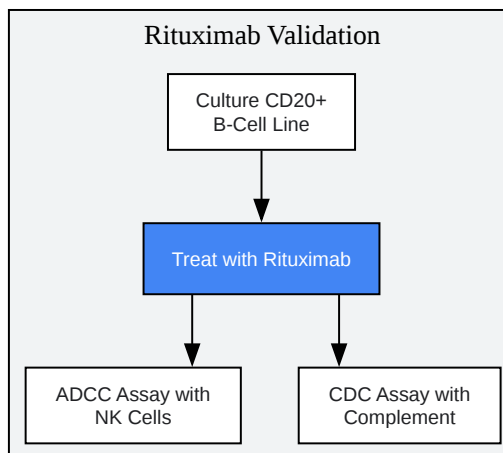 Rituximab Validation
Culture CD20+
B-Cell Line
Treat with Rituximab
ADCC Assay with
NK Cells
CDC Assay with
Complement